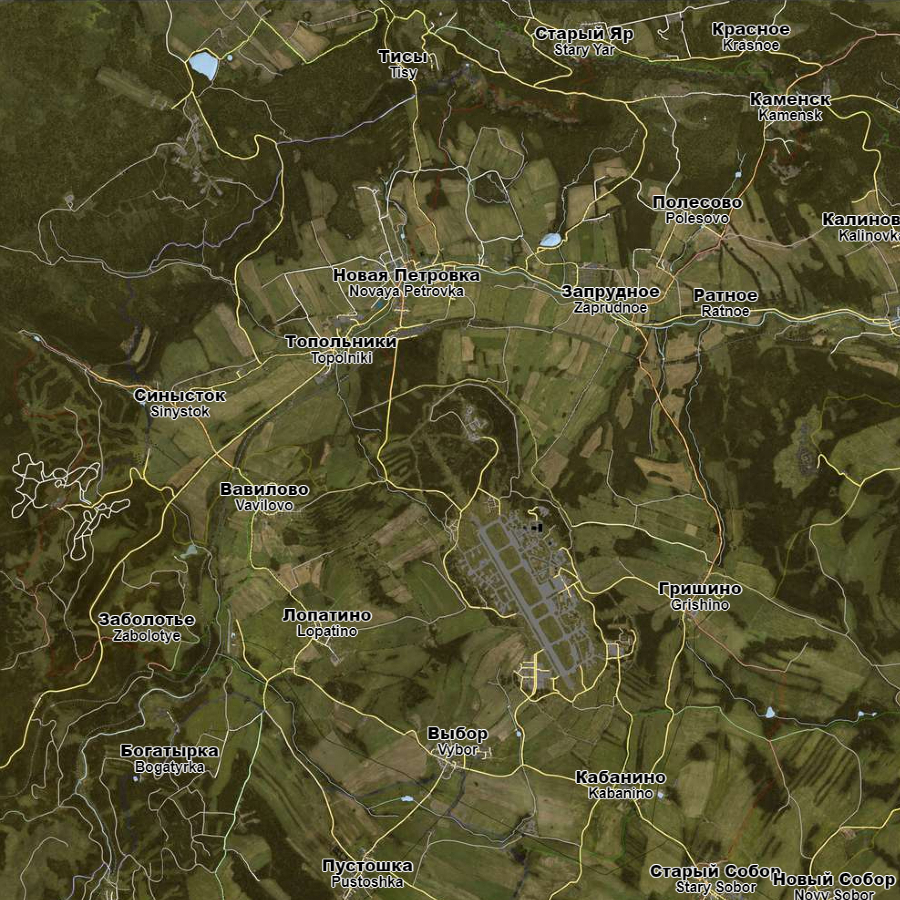 Старый Яр
Stary Yar
Красное
Krasnoe
Тисы
Tisy
Каменск
Kamensk
Полесово
Polesovo
Калинов
Kalinovka
Новая Петровка
Novaya Petrovka
Запрудное
Zaprudnoe
Ратное
Ratnoe
Топольники
Topolniki
Синысток
Sinystok
Вавилово
Vavilovo
Гришино
Grishino
Заболотье
Zabolotye
Лопатино
Lopatino
Выбор
Vybor
Богатырка
Bogatyrka
Кабанино
Kabanino
Пустошка
Pustoshka
Старый Собор
Stary Sobor
Новый Собор
Novy Sobor